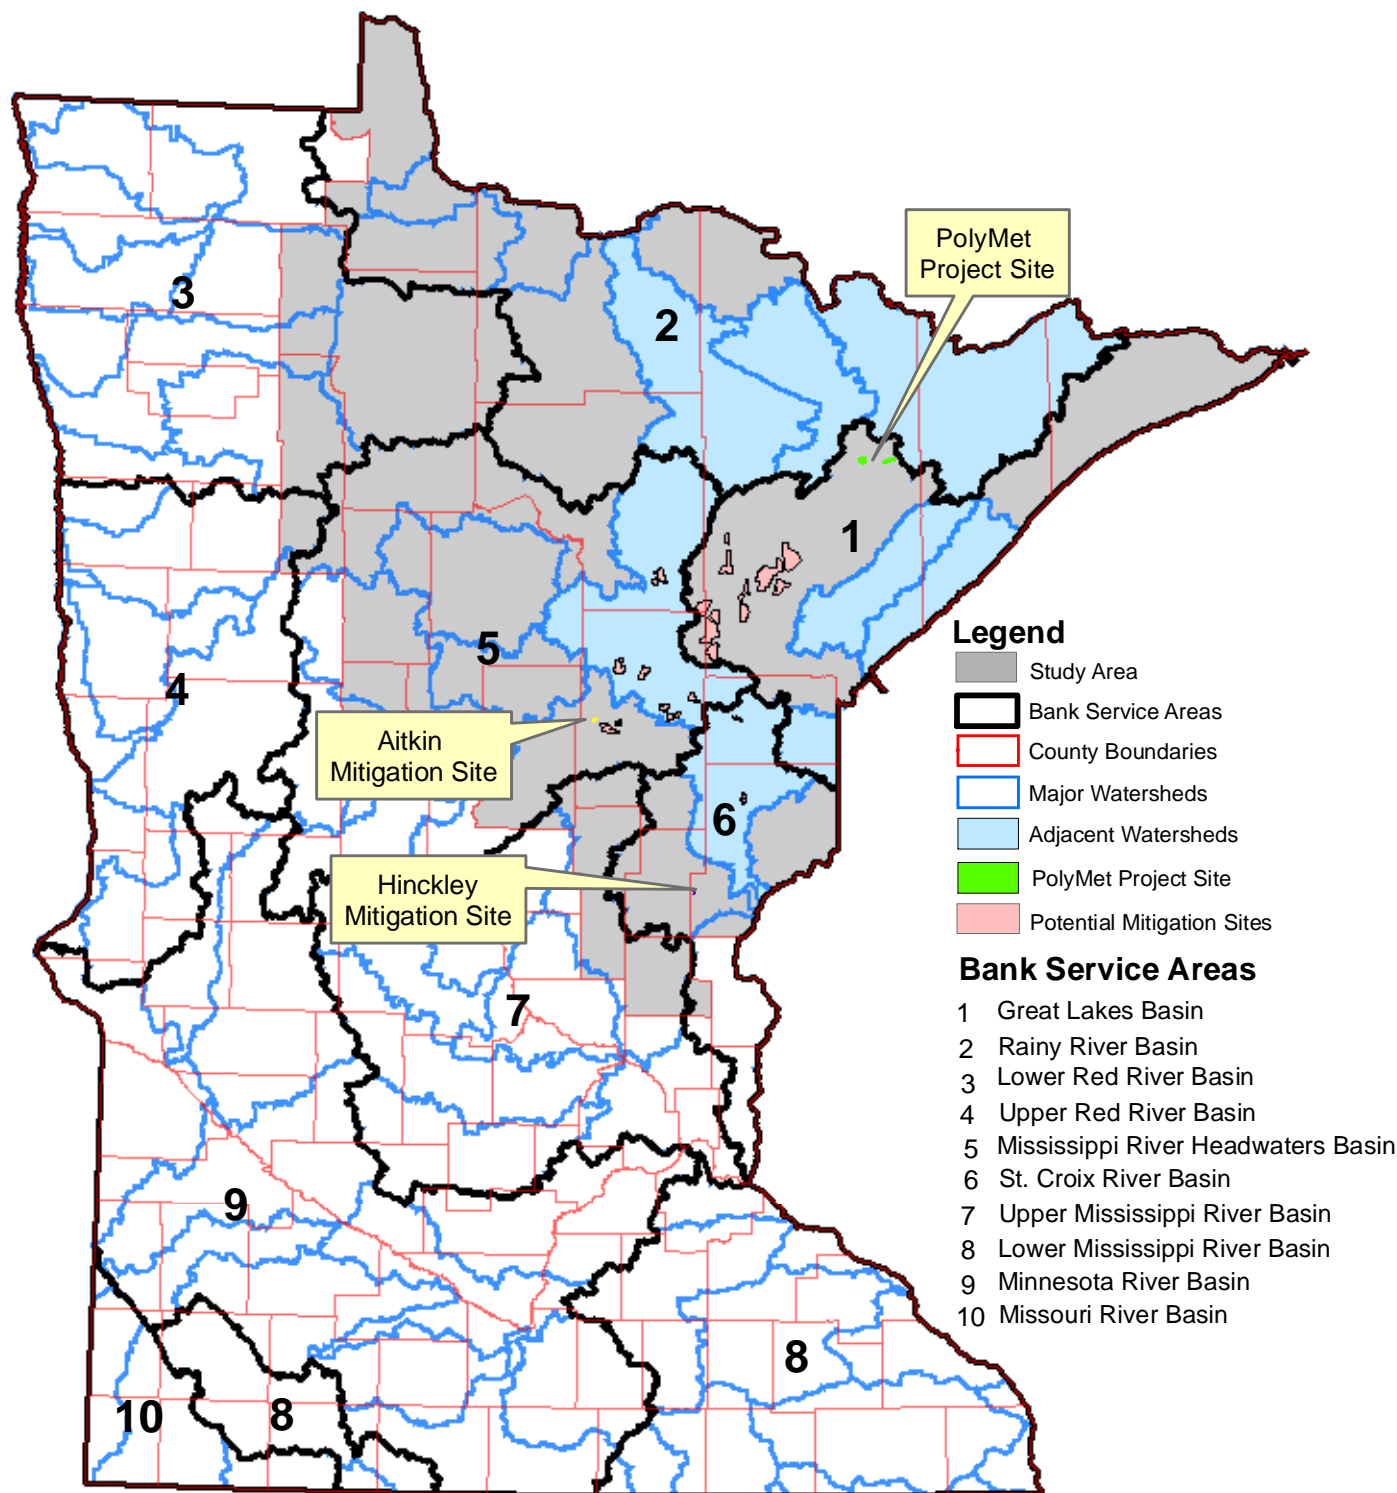 PolyMet
Project Site
3
2
1
5
4
Aitkin
Mitigation Site
6
Hinckley
Mitigation Site
7
9
8
10
8
Legend
Study Area
Bank Service Areas
County Boundaries
Major Watersheds
Adjacent Watersheds
PolyMet Project Site
Potential Mitigation Sites
Bank Service Areas
1 Great Lakes Basin
2 Rainy River Basin
3 Lower Red River Basin
4 Upper Red River Basin
5 Mississippi River Headwaters Basin
6 St. Croix River Basin
7 Upper Mississippi River Basin
8 Lower Mississippi River Basin
9 Minnesota River Basin
10 Missouri River Basin